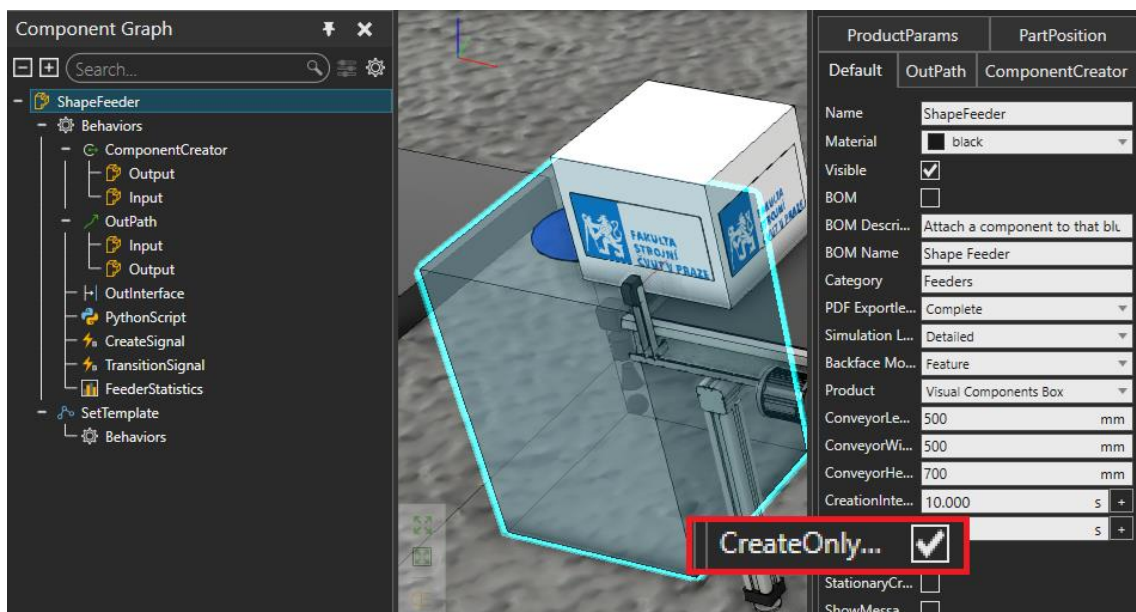 Component Graph
Search...
ShapeFeeder
Behaviors
ComponentCreator
Output
Input
OutPath
Input
Output
OutInterface
PythonScript
CreateSignal
TransitionSignal
FeederStatistics
SetTemplate
Behaviors
FAKULTA
STROJNÍ
ČVUT V PRAZE
ProductParams PartPosition
Default OutPath ComponentCreator
Name ShapeFeeder
Material black
Visible
BOM
BOM Descri... Attach a component to that blu
BOM Name Shape Feeder
Category Feeders
PDF Exportle... Complete
Simulation L... Detailed
Backface Mo... Feature
Product Visual Components Box
ConveyorLe... 500 mm
ConveyorWi... 500 mm
ConveyorHe... 700 mm
CreationInte... 10.000 s +
s +
CreateOnly...
StationaryCr...
ShowMessa...